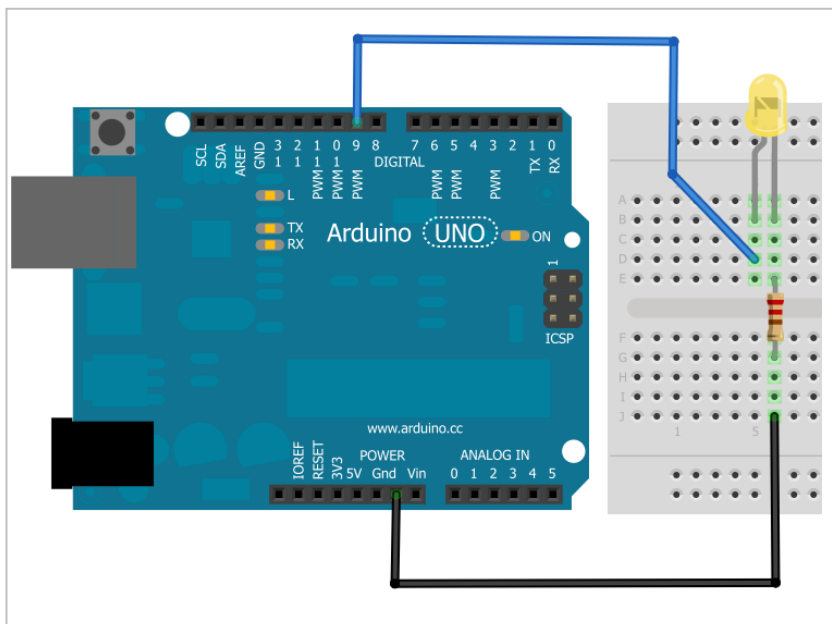 SCL
SDA
AREF
GND
13
12
PWM 11
PWM 10
PWM 9
8
DIGITAL
7
PWM 6
PWM 5
4
PWM 3
2
TX 1
RX 0
L
TX
RX
Arduino UNO
ON
1
ICSP
www.arduino.cc
POWER
ANALOG IN
IOREF
RESET
3V3
5V
Gnd
Vin
0 1 2 3 4 5
A
B
C
D
E
F
G
H
I
J
1 5